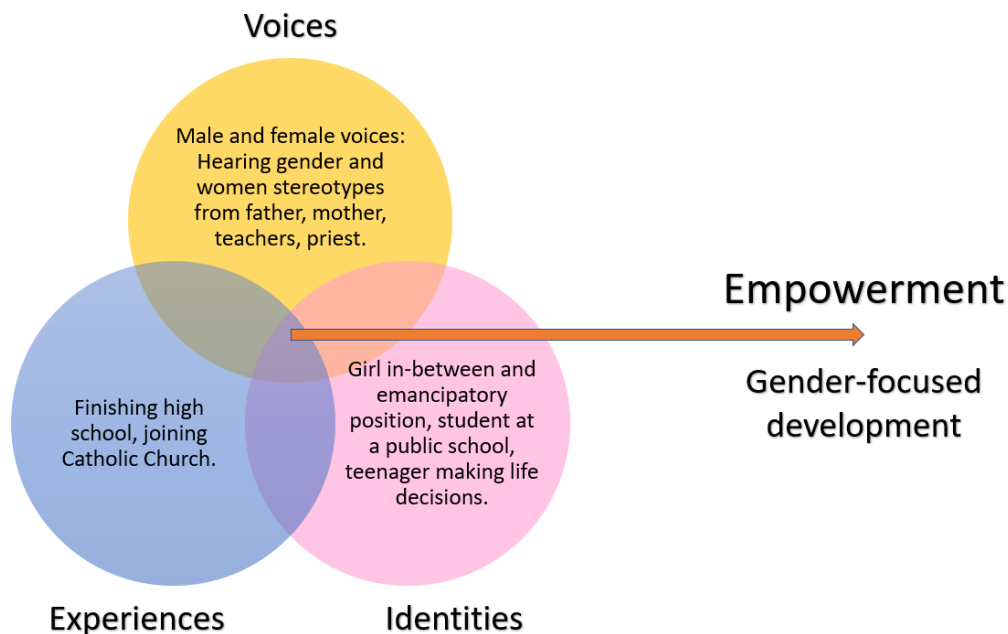 Voices
Male and female voices:
Hearing gender and
women stereotypes
from father, mother,
teachers, priest.
Empowerment
Gender-focused
development
Finishing high
school, joining
Catholic Church.
Girl in-between and
emancipatory
position, student at
a public school,
teenager making life
decisions.
Experiences
Identities